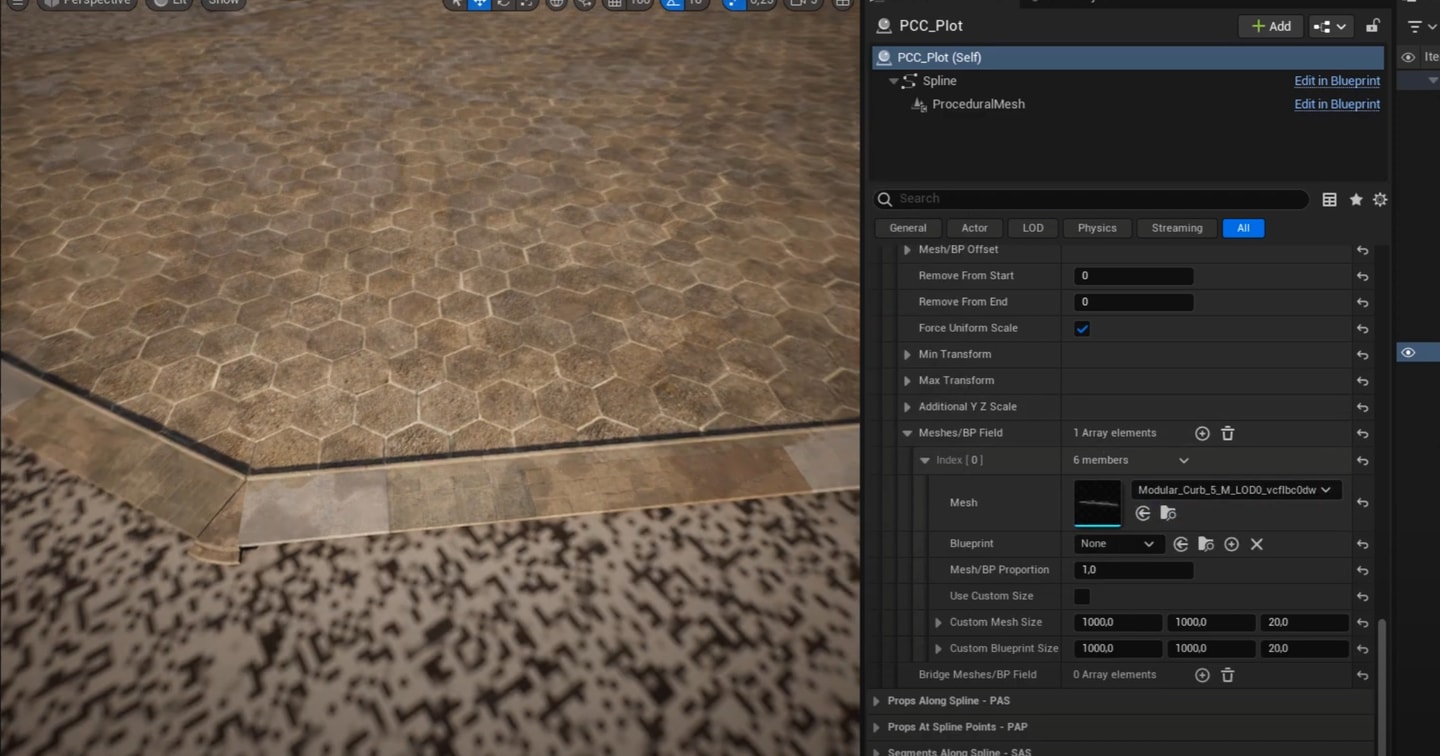 Perspective
Lit
Show
100
10
0,25
PCC_Plot
Add
PCC_Plot (Self)
Ite
Spline
Edit in Blueprint
ProceduralMesh
Edit in Blueprint
Search
General
Actor
LOD
Physics
Streaming
All
Mesh/BP Offset
Remove From Start
0
Remove From End
0
Force Uniform Scale
Min Transform
Max Transform
Additional Y Z Scale
Meshes/BP Field
1 Array elements
Index [ 0 ]
6 members
Mesh
Modular_Curb_5_M_LOD0_vcflbc0dw
Blueprint
None
Mesh/BP Proportion
1,0
Use Custom Size
Custom Mesh Size
1000,0
1000,0
20,0
Custom Blueprint Size
1000,0
1000,0
20,0
Bridge Meshes/BP Field
0 Array elements
Props Along Spline - PAS
Props At Spline Points - PAP
Segments Along Spline - SAS